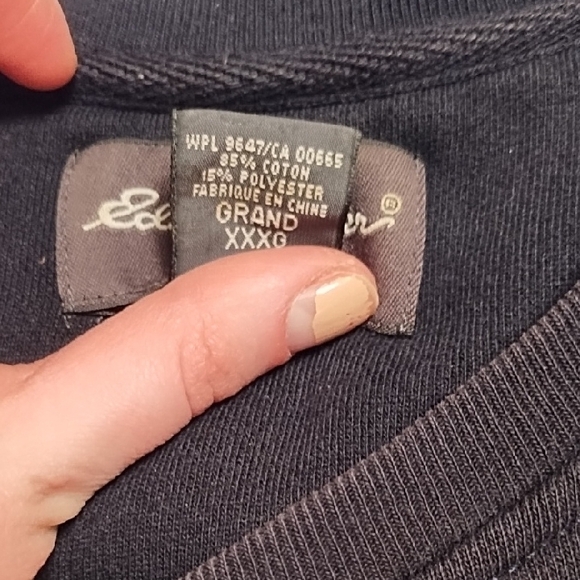 WPL 9647/CA 00665
85% COTON
15% POLYESTER
FABRIQUE EN CHINE
GRAND
XXXG